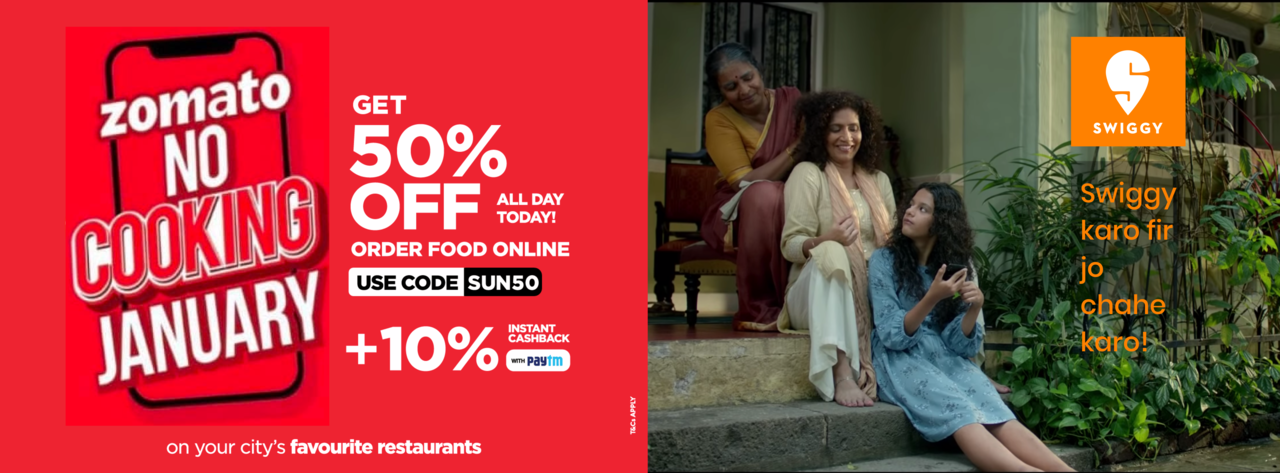 zomato
NO
COOKING
JANUARY
GET
50%
OFF
ALL DAY
TODAY!
ORDER FOOD ONLINE
USE CODE SUN50
+10%
INSTANT
CASHBACK
WITH paytm
T&Cs APPLY
on your city's favourite restaurants
SWIGGY
Swiggy
karo fir
jo
chahe
karo!